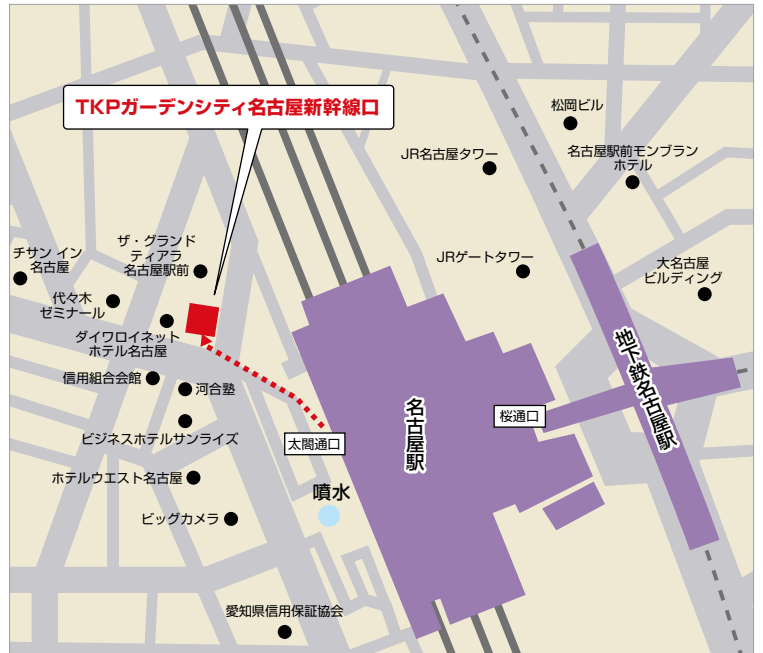 TKPガーデンシティ名古屋新幹線口
松岡ビル
JR名古屋タワー
名古屋駅前モンブラン
ホテル
ザ・グランド
ティアラ
名古屋駅前
チサン イン
名古屋
JRゲートタワー
大名古屋
ビルディング
代々木
ゼミナール
ダイワロイネット
ホテル名古屋
地下鉄名古屋駅
信用組合会館
河合塾
名古屋駅
桜通口
ビジネスホテルサンライズ
太閤通口
ホテルウエスト名古屋
噴水
ビッグカメラ
愛知県信用保証協会